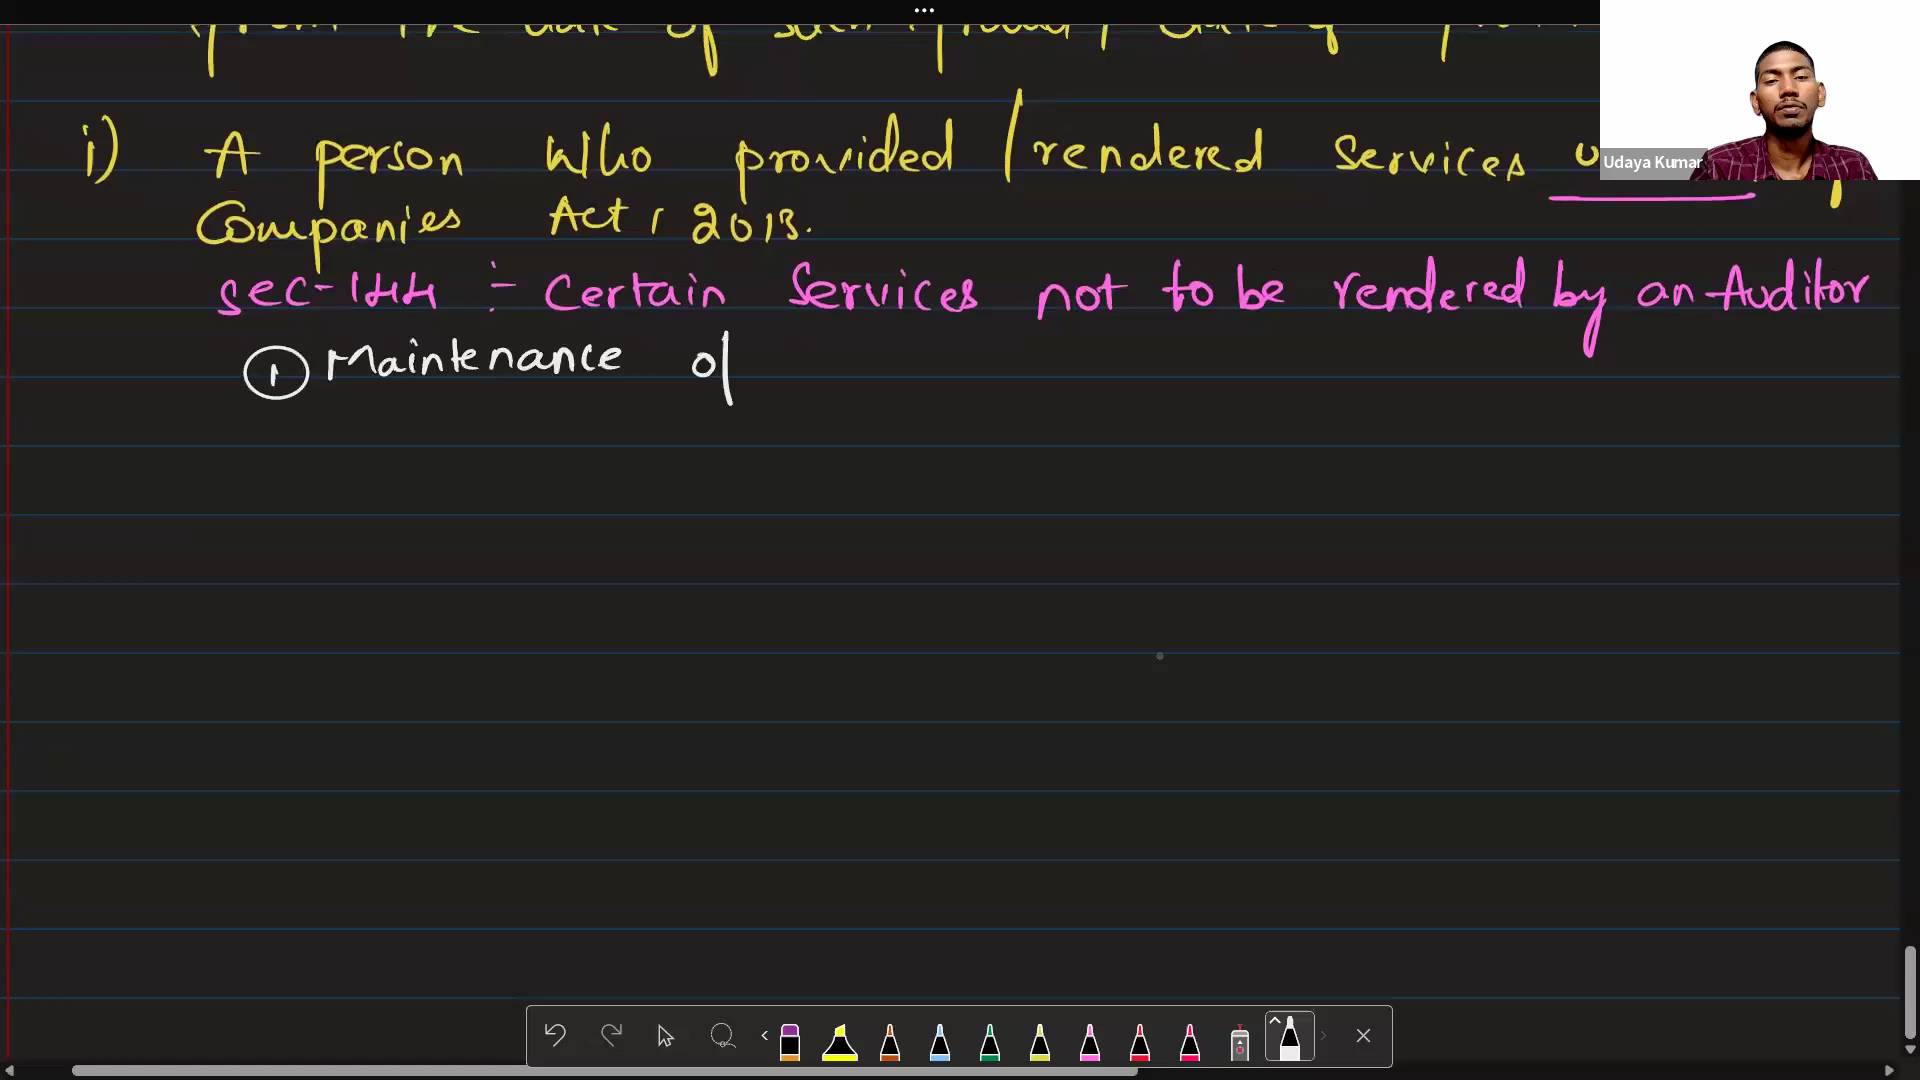 i) A person who provided / rendered services
Udaya Kumar
Companies Act, 2013.
Sec-144 :- Certain Services not to be rendered by an Auditor
① Maintenance of